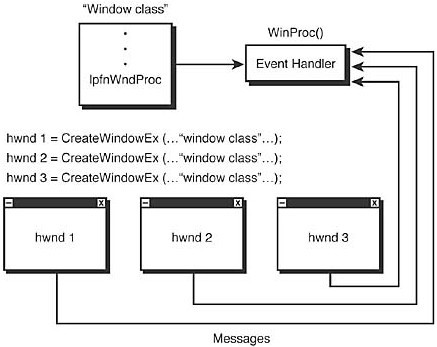 “Window class”
WinProc()
lpfnWndProc
Event Handler
hwnd 1 = CreateWindowEx (…“window class”…);
hwnd 2 = CreateWindowEx (…“window class”…);
hwnd 3 = CreateWindowEx (…“window class”…);
hwnd 1
hwnd 2
hwnd 3
Messages